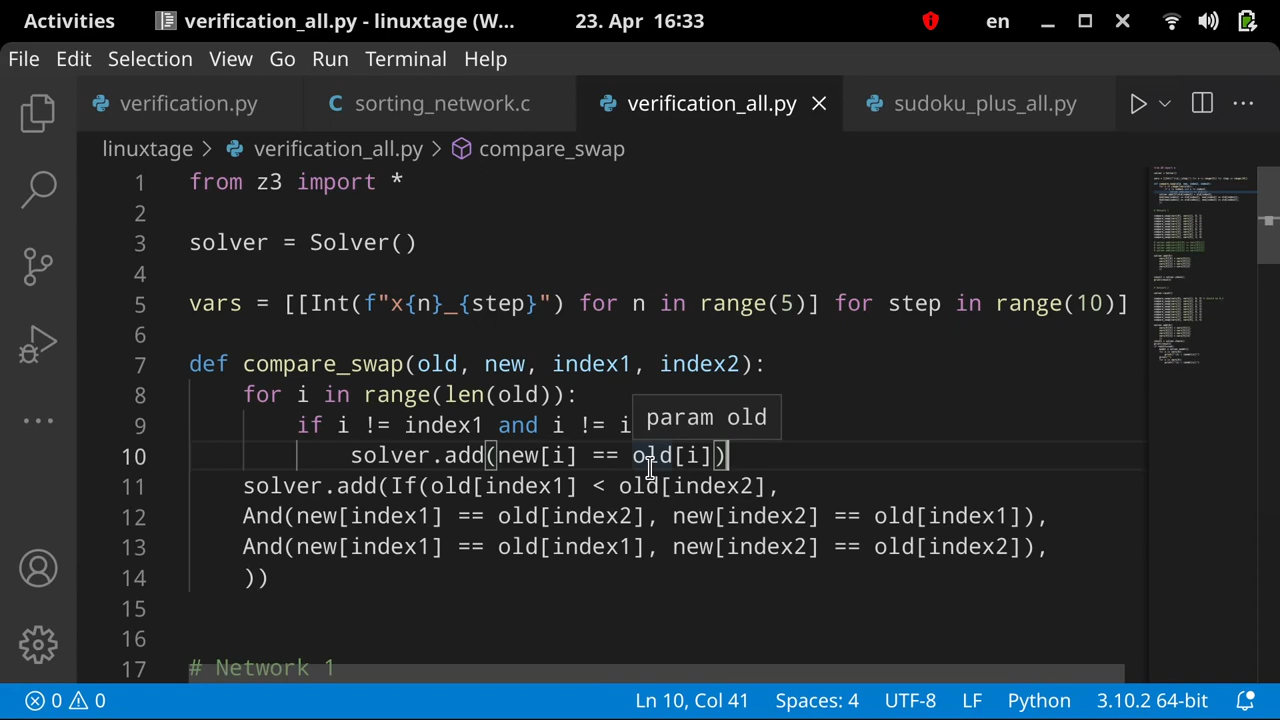 Activities verification_all.py - linuxtage (W... 23. Apr 16:33 en
File Edit Selection View Go Run Terminal Help
verification.py C sorting_network.c verification_all.py sudoku_plus_all.py
linuxtage > verification_all.py > compare_swap
1 from z3 import *
2
3 solver = Solver()
4
5 vars = [[Int(f"x{n}_{step}") for n in range(5)] for step in range(10)]
6
7 def compare_swap(old, new, index1, index2):
8 for i in range(len(old)):
9 if i != index1 and i != i
param old
10 solver.add(new[i] == old[i])
11 solver.add(If(old[index1] < old[index2],
12 And(new[index1] == old[index2], new[index2] == old[index1]),
13 And(new[index1] == old[index1], new[index2] == old[index2]),
14 ))
15
16
17 # Network 1
0 0 Ln 10, Col 41 Spaces: 4 UTF-8 LF Python 3.10.2 64-bit